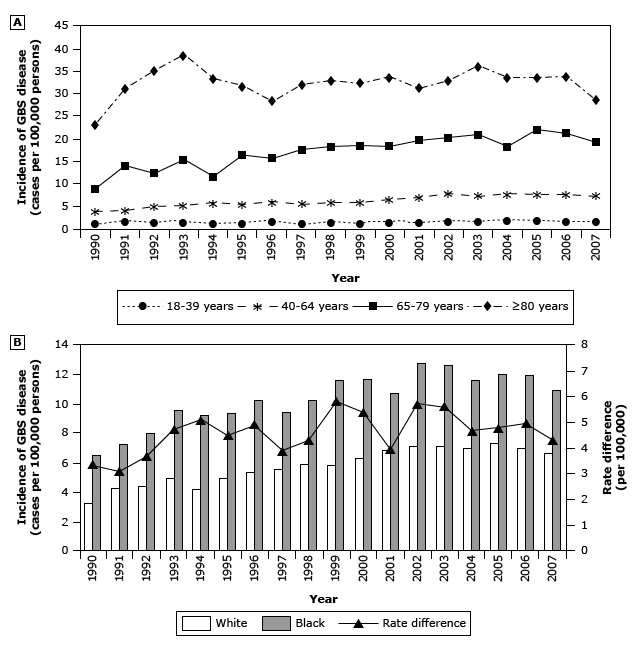 A
Incidence of GBS disease
(cases per 100,000 persons)
45
40
35
30
25
20
15
10
5
0
1990 1991 1992 1993 1994 1995 1996 1997 1998 1999 2000 2001 2002 2003 2004 2005 2006 2007
Year
18-39 years 40-64 years 65-79 years ≥80 years
B
Incidence of GBS disease
(cases per 100,000 persons)
14
12
10
8
6
4
2
0
8
7
6
5
4
3
2
1
0
Rate difference
(per 100,000)
1990 1991 1992 1993 1994 1995 1996 1997 1998 1999 2000 2001 2002 2003 2004 2005 2006 2007
Year
White Black Rate difference